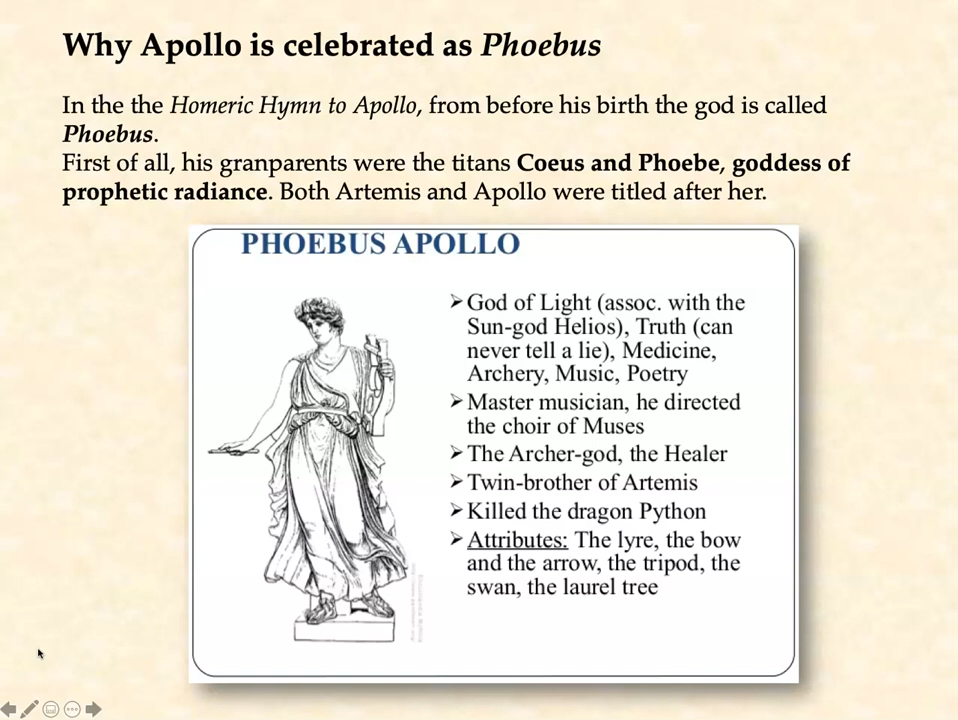 Why Apollo is celebrated as Phoebus
In the the Homeric Hymn to Apollo, from before his birth the god is called
Phoebus.
First of all, his granparents were the titans Coeus and Phoebe, goddess of
prophetic radiance. Both Artemis and Apollo were titled after her.
PHOEBUS APOLLO
➢God of Light (assoc. with the
Sun-god Helios), Truth (can
never tell a lie), Medicine,
Archery, Music, Poetry
➢Master musician, he directed
the choir of Muses
➢The Archer-god, the Healer
➢Twin-brother of Artemis
➢Killed the dragon Python
➢Attributes: The lyre, the bow
and the arrow, the tripod, the
swan, the laurel tree